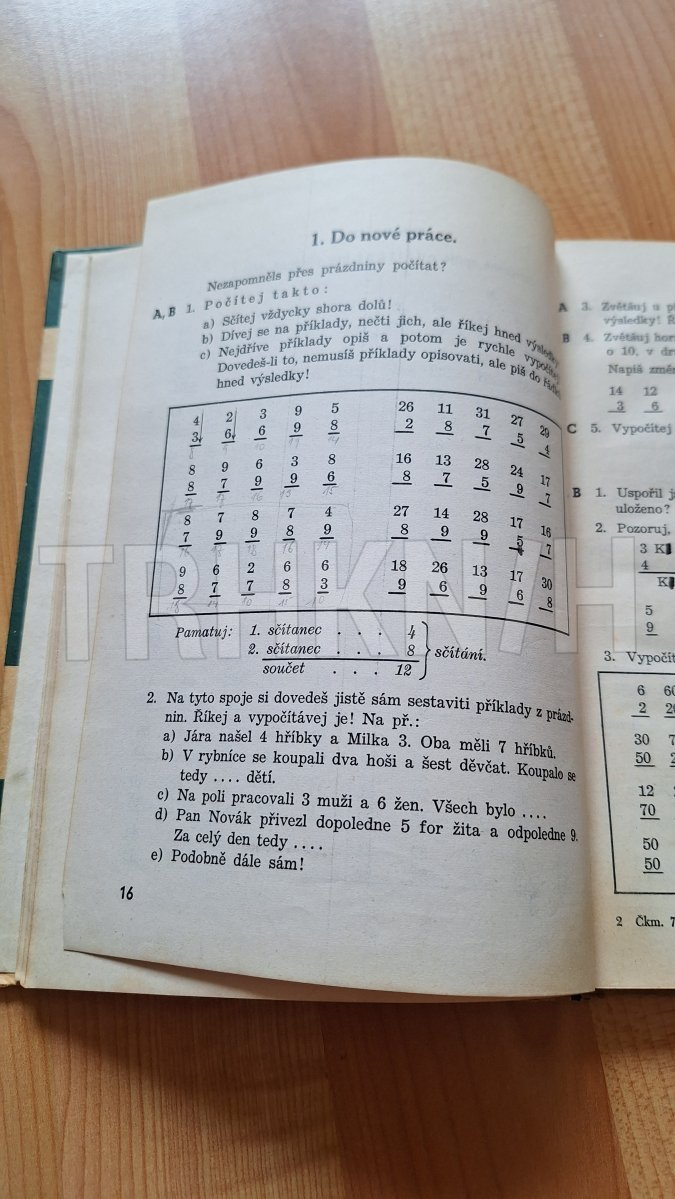 1. Do nové práce.
Nezapomněls přes prázdniny počítat?
A, B 1. Počítej takto:
a) Sčítej vždycky shora dolů!
b) Dívej se na příklady, nečti jich, ale říkej hned výsledky
c) Nejdříve příklady opiš a potom je rychle vypočítej
Dovedeš-li to, nemusíš příklady opisovati, ale piš do řádku
hned výsledky!
4 2 3 9 5 26 11 31 27 29
3 6 6 9 8 2 8 7 5 4
8 9 6 3 8 16 13 28 24 17
8 7 9 9 6 8 7 5 9 7
8 7 8 7 4 27 14 28 17 16
7 9 9 8 9 8 9 9 5 7
9 6 2 6 6 18 26 13 17 30
8 7 7 8 3 9 6 9 6 8
Pamatuj: 1. sčítanec . . . 4
2. sčítanec . . . 8
součet . . . 12
sčítání.
2. Na tyto spoje si dovedeš jistě sám sestaviti příklady z prázd-
nin. Říkej a vypočítávej je! Na př.:
a) Jára našel 4 hříbky a Milka 3. Oba měli 7 hříbků.
b) V rybníce se koupali dva hoši a šest děvčat. Koupalo se
tedy .... dětí.
c) Na poli pracovali 3 muži a 6 žen. Všech bylo ....
d) Pan Novák přivezl dopoledne 5 for žita a odpoledne 9.
Za celý den tedy ....
e) Podobně dále sám!
16
A 3. Zvětšuj
výsledky!
B 4. Zvětšuj
o 10, v
Napiš
14 12
3 6
C 5. Vypočítej
B 1. Uspořil
uloženo?
2. Pozoruj,
3
4
5
9
3. Vypočít
6 60
2
30 7
50
12
70
50
50
2 Čkm. 7
TRHKNIH